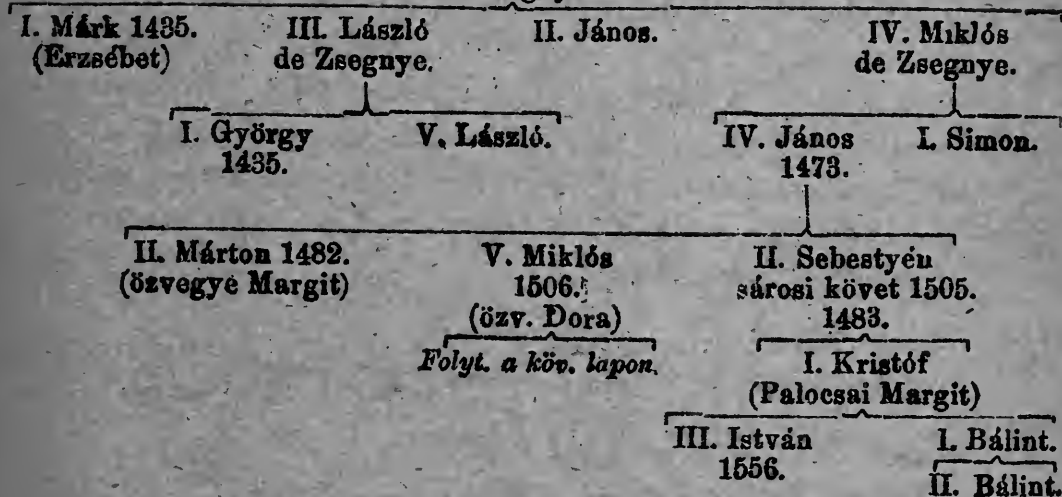 I. Márk 1435. III. László II. János. IV. Miklós
(Erzsébet) de Zsegnye. de Zsegnye.
I. György V. László. IV. János I. Simon.
1435. 1473.
II. Márton 1482. V. Miklós II. Sebestyén
(özvegye Margit) 1506. sárosi követ 1505.
(özv. Dora) 1483.
Folyt. a köv. lapon. I. Kristóf
(Palocsai Margit)
III. István I. Bálint.
1556. II. Bálint.